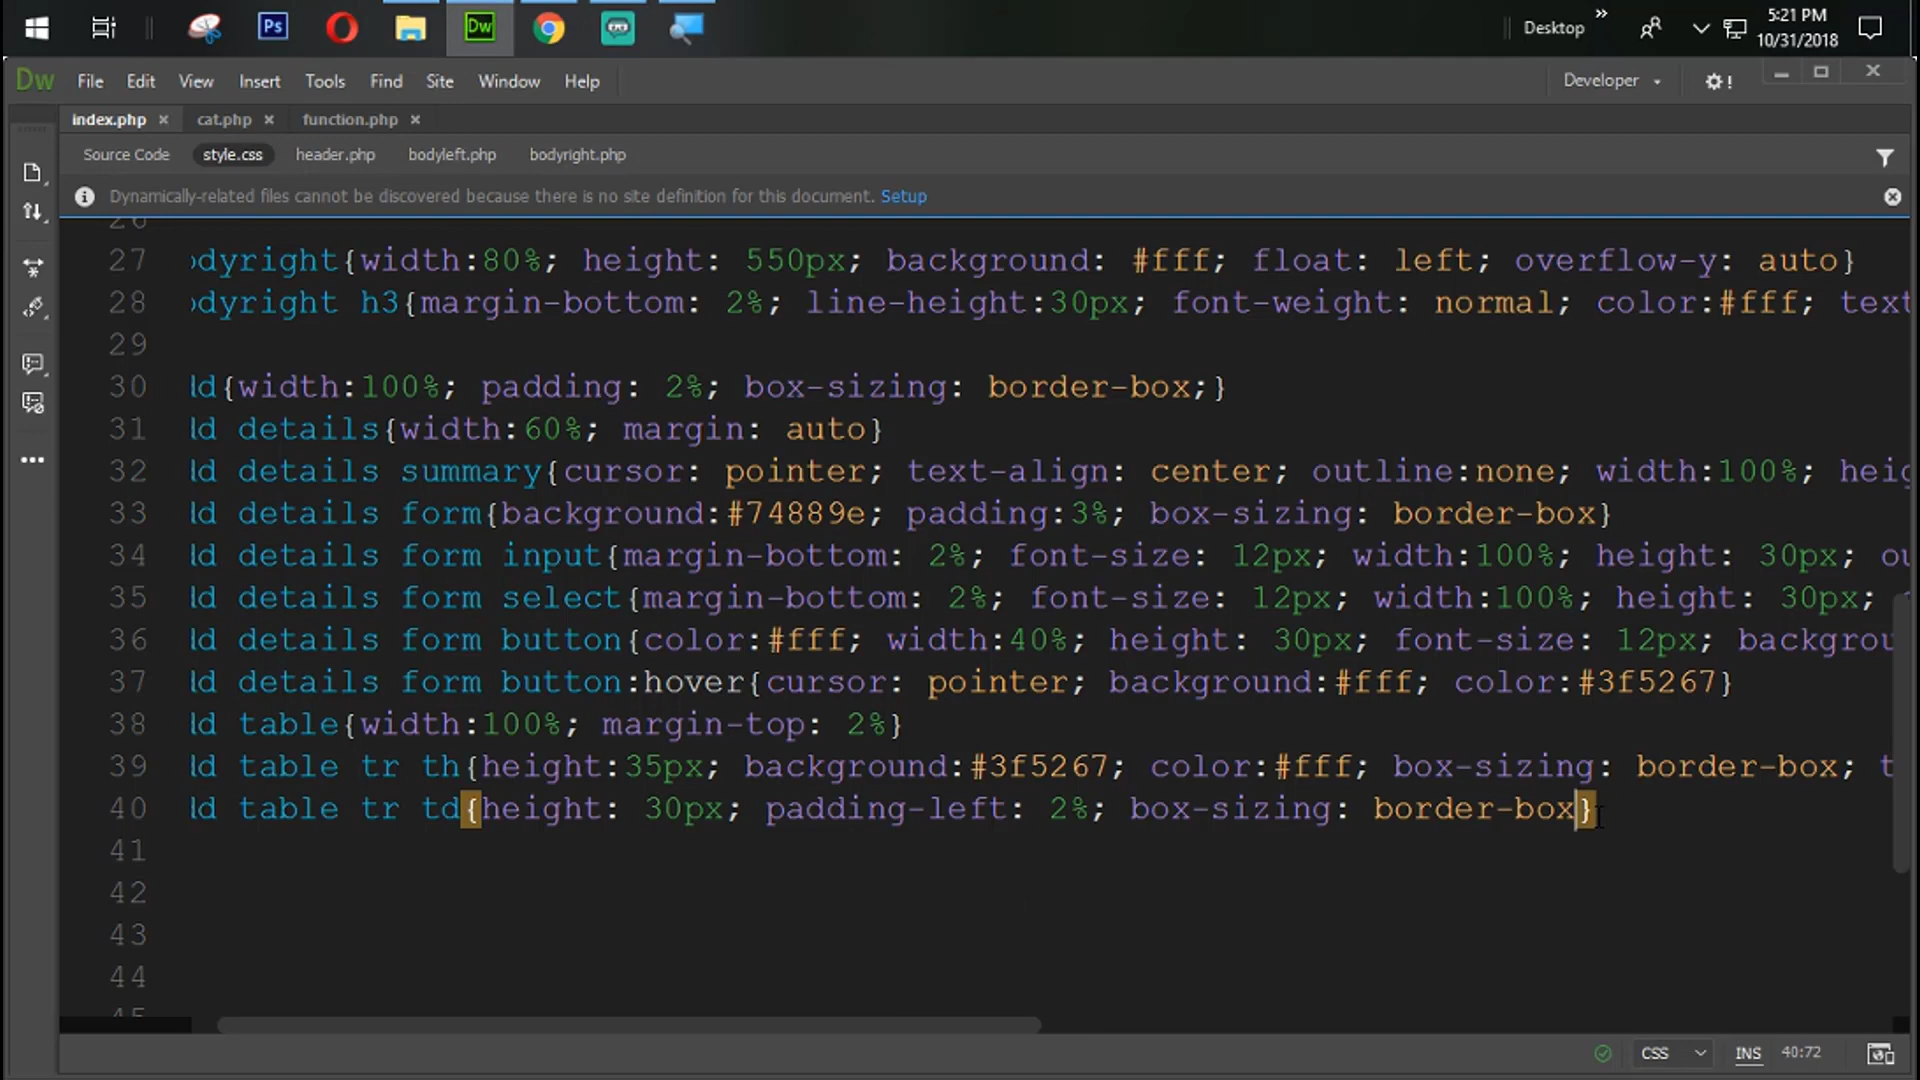 Ps
Dw
Desktop
5:21 PM
10/31/2018
Dw File Edit View Insert Tools Find Site Window Help
Developer
index.php cat.php function.php
Source Code style.css header.php bodyleft.php bodyright.php
Dynamically-related files cannot be discovered because there is no site definition for this document. Setup
26
27 odyright{width:80%; height: 550px; background: #fff; float: left; overflow-y: auto}
28 odyright h3{margin-bottom: 2%; line-height:30px; font-weight: normal; color:#fff; text
29
30 ld{width:100%; padding: 2%; box-sizing: border-box;}
31 ld details{width:60%; margin: auto}
32 ld details summary{cursor: pointer; text-align: center; outline:none; width:100%; heig
33 ld details form{background:#74889e; padding:3%; box-sizing: border-box}
34 ld details form input{margin-bottom: 2%; font-size: 12px; width:100%; height: 30px; ou
35 ld details form select{margin-bottom: 2%; font-size: 12px; width:100%; height: 30px;
36 ld details form button{color:#fff; width:40%; height: 30px; font-size: 12px; backgrou
37 ld details form button:hover{cursor: pointer; background:#fff; color:#3f5267}
38 ld table{width:100%; margin-top: 2%}
39 ld table tr th{height:35px; background:#3f5267; color:#fff; box-sizing: border-box; t
40 ld table tr td{height: 30px; padding-left: 2%; box-sizing: border-box}
41
42
43
44
45
CSS INS 40:72